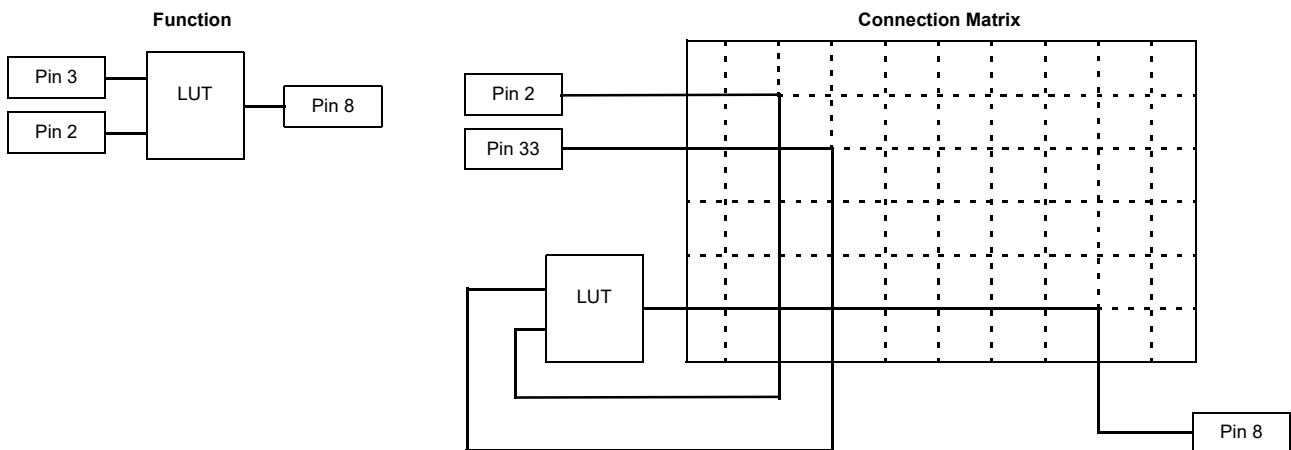 Function
Pin 3
LUT
Pin 8
Pin 2
Connection Matrix
Pin 2
Pin 33
LUT
Pin 8